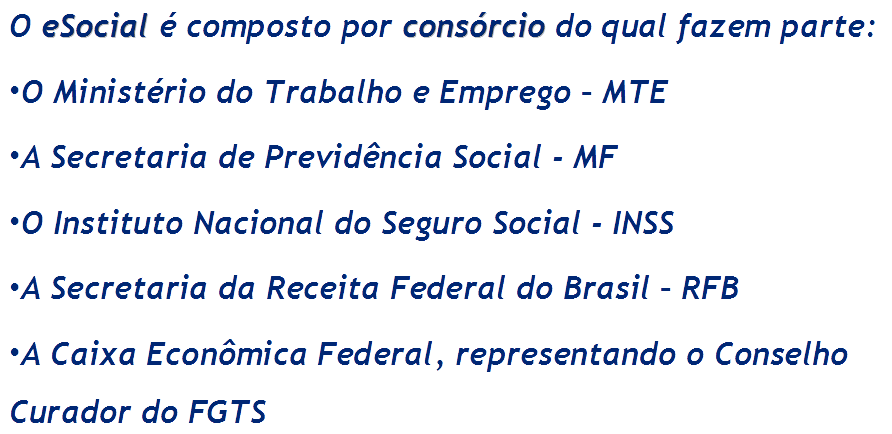 O eSocial é composto por consórcio do qual fazem parte:
•O Ministério do Trabalho e Emprego – MTE
•A Secretaria de Previdência Social - MF
•O Instituto Nacional do Seguro Social - INSS
•A Secretaria da Receita Federal do Brasil – RFB
•A Caixa Econômica Federal, representando o Conselho
Curador do FGTS